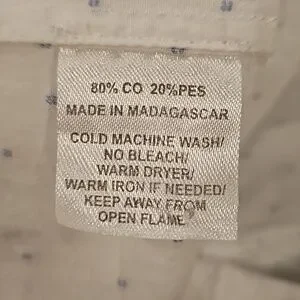 80% CO 20%PES
MADE IN MADAGASCAR
COLD MACHINE WASH/
NO BLEACH/
WARM DRYER/
WARM IRON IF NEEDED/
KEEP AWAY FROM
OPEN FLAME